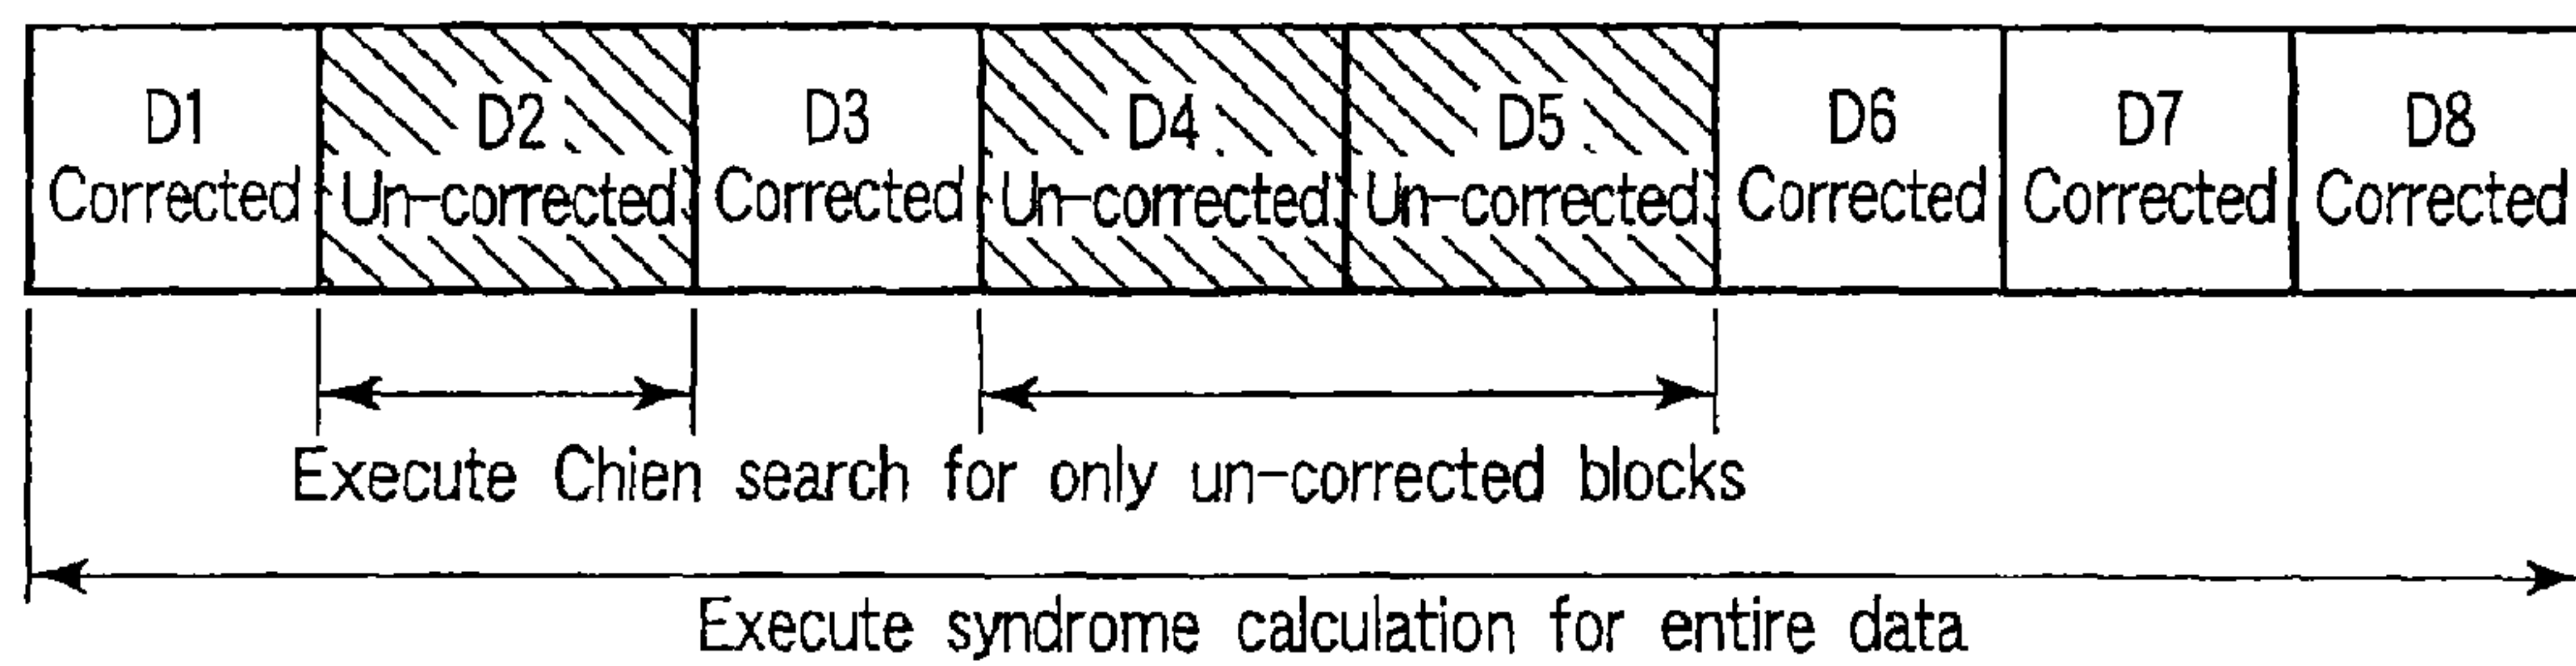 D1 D2 D3 D4 D5 D6 D7 D8
Corrected Un-corrected Corrected Un-corrected Un-corrected Corrected Corrected Corrected
Execute Chien search for only un-corrected blocks
Execute syndrome calculation for entire data